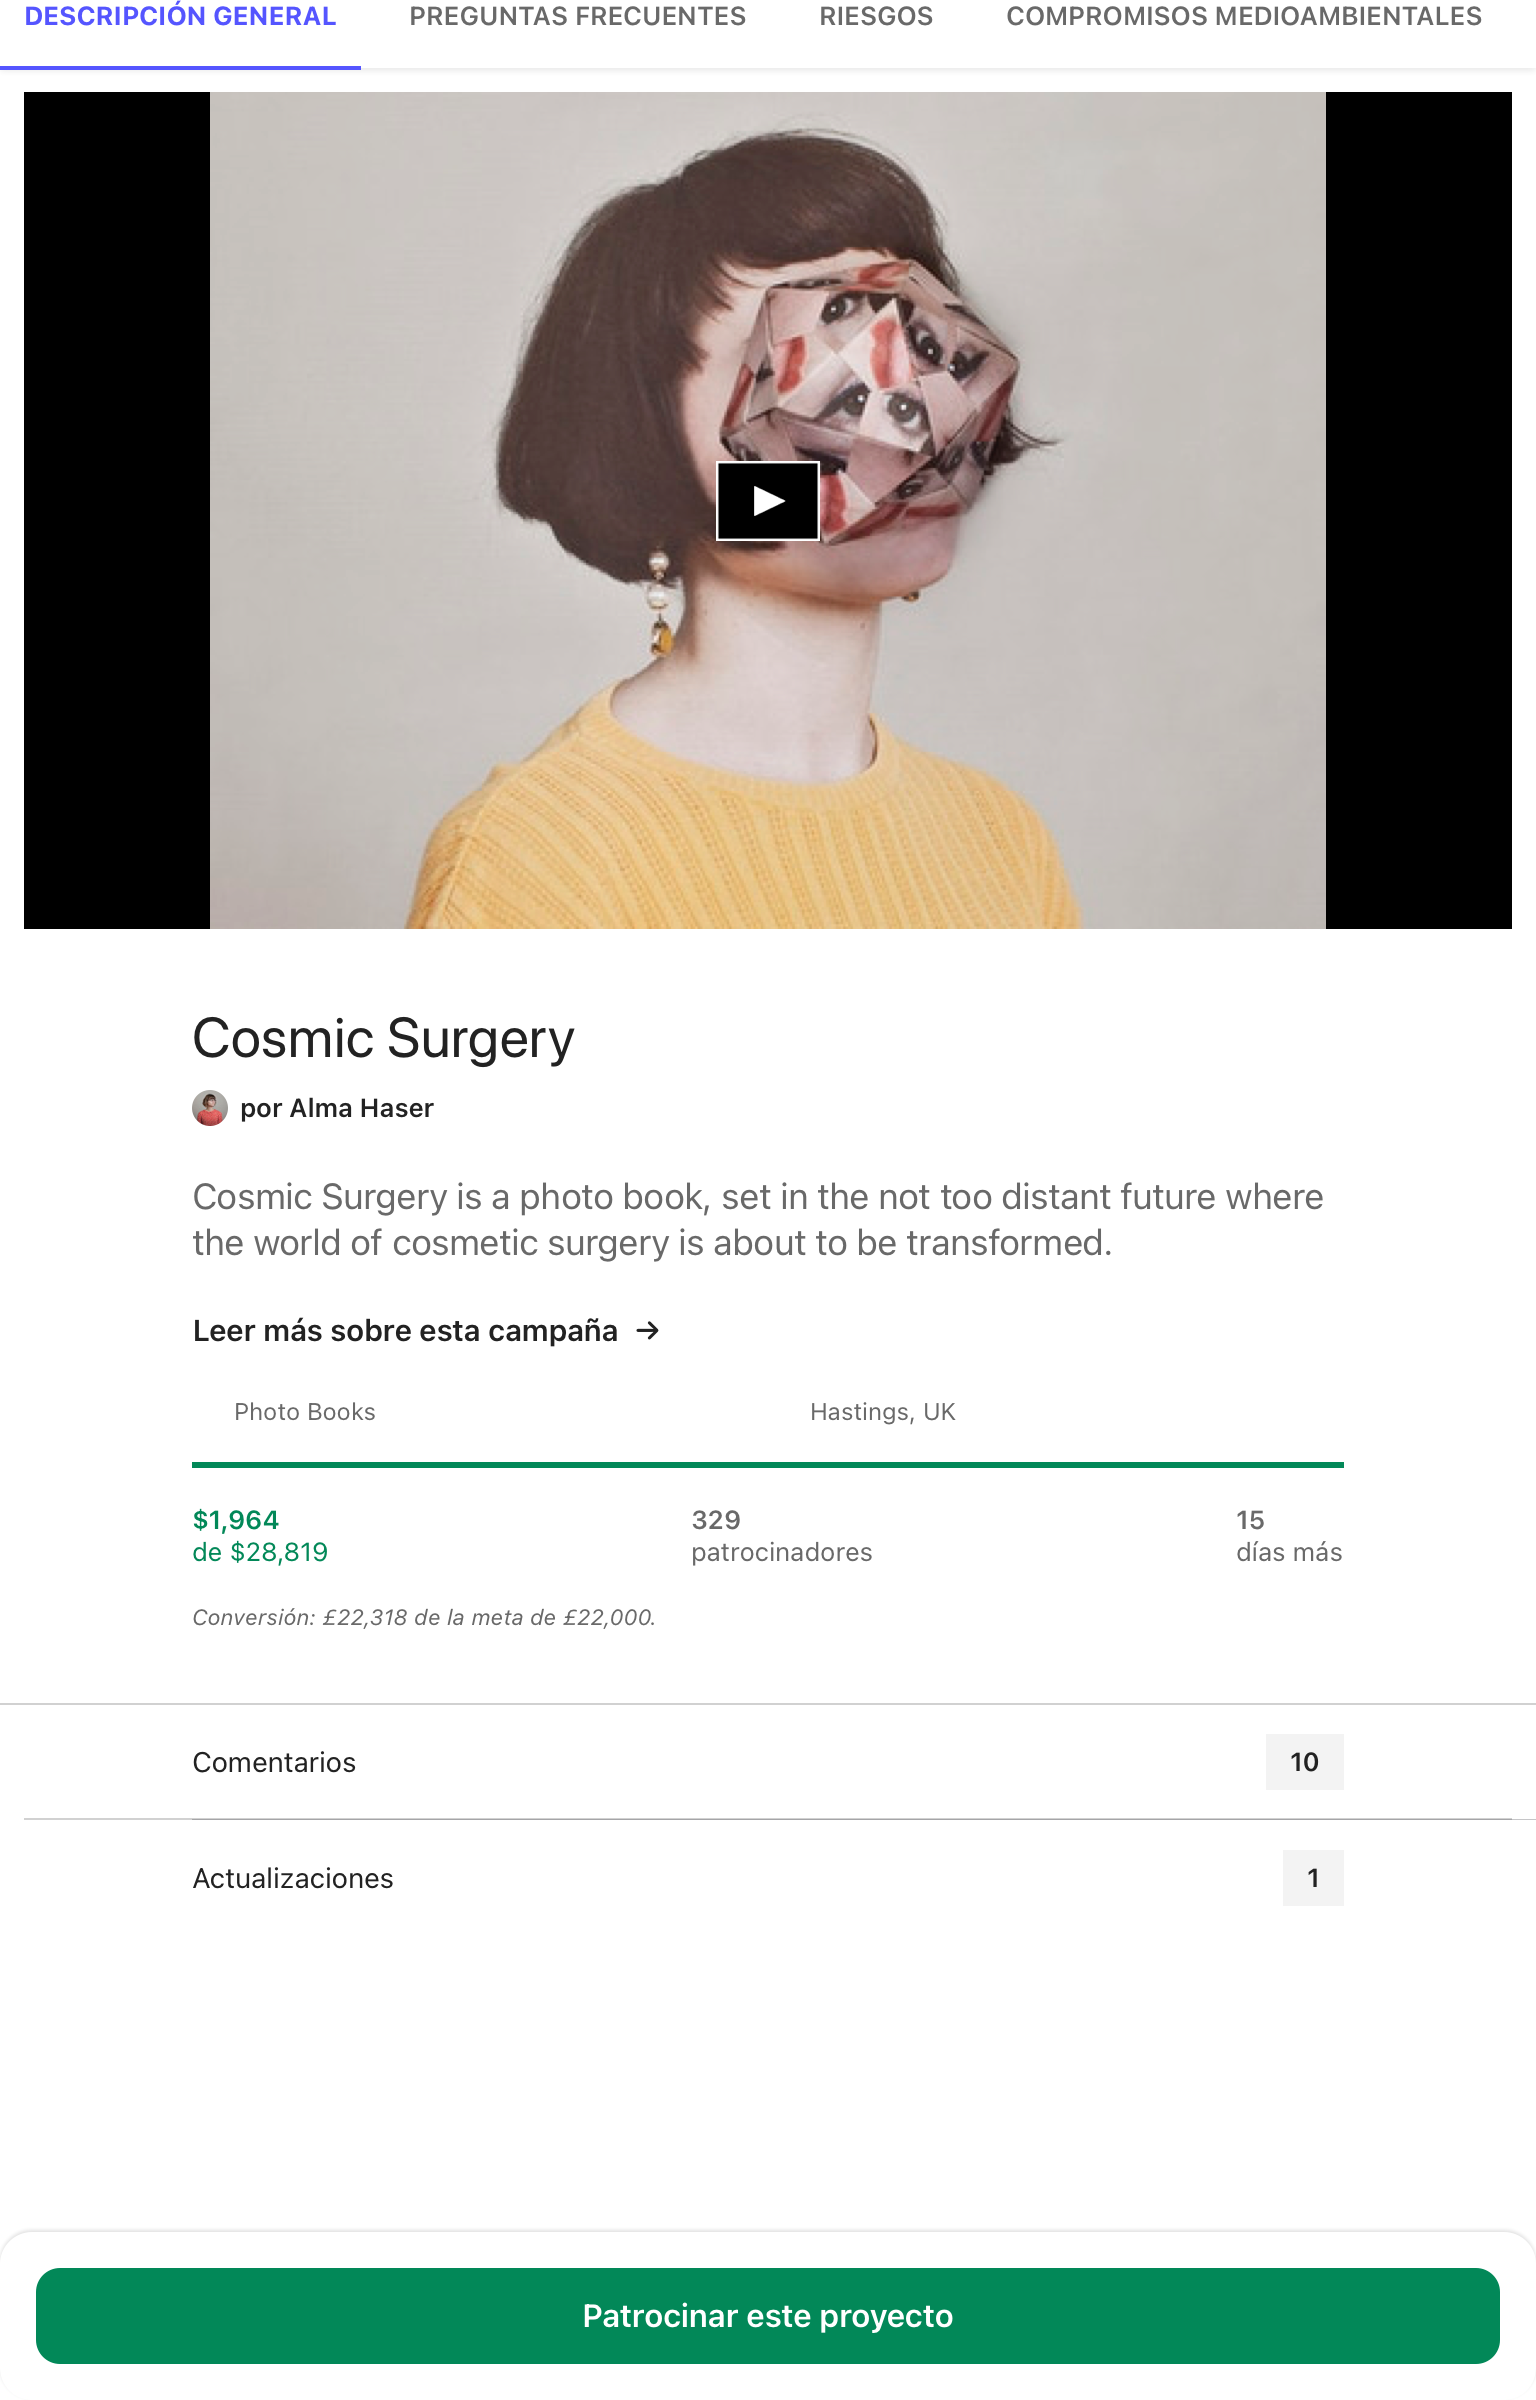 DESCRIPCIÓN GENERAL PREGUNTAS FRECUENTES RIESGOS COMPROMISOS MEDIOAMBIENTALES
Cosmic Surgery
por Alma Haser
Cosmic Surgery is a photo book, set in the not too distant future where
the world of cosmetic surgery is about to be transformed.
Leer más sobre esta campaña →
Photo Books Hastings, UK
$1,964 329 15
de $28,819 patrocinadores días más
Conversión: £22,318 de la meta de £22,000.
Comentarios 10
Actualizaciones 1
Patrocinar este proyecto